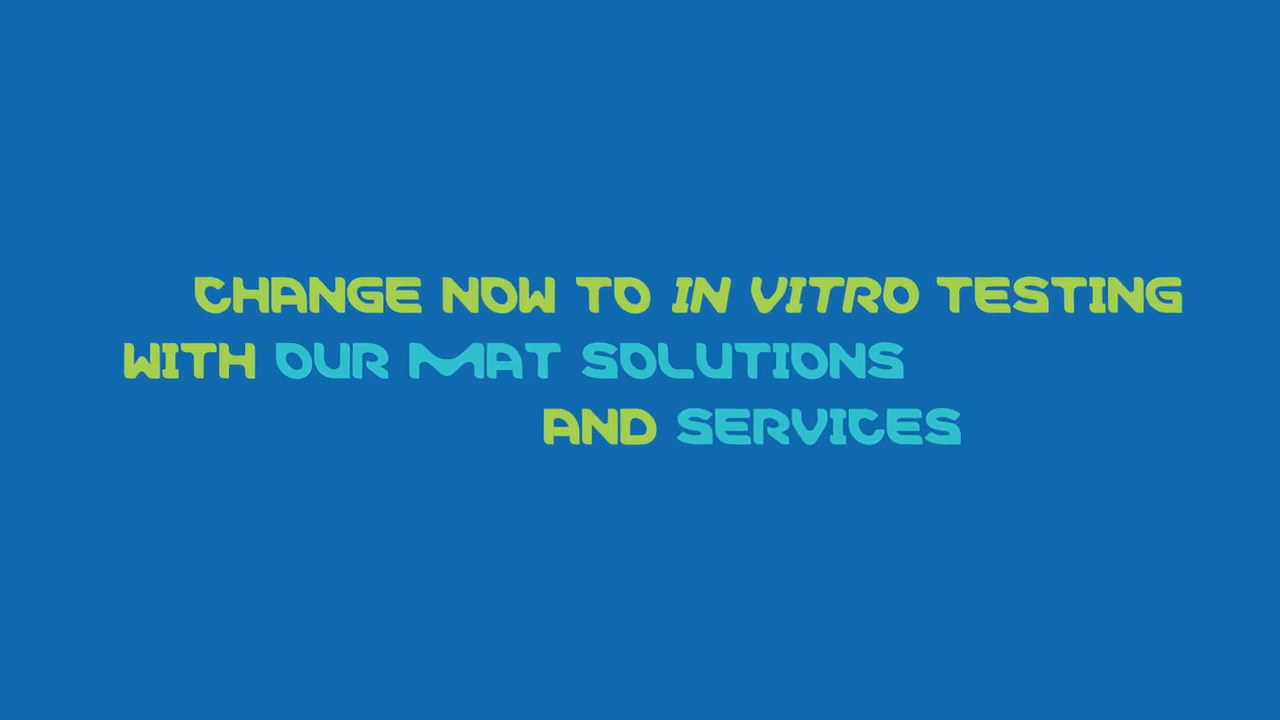 CHANGE NOW TO IN VITRO TESTING
WITH OUR MAT SOLUTIONS
AND SERVICES